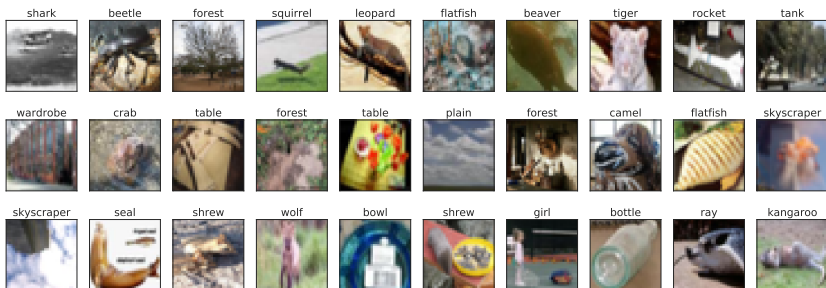 shark beetle forest squirrel leopard flatfish beaver tiger rocket tank
wardrobe crab table forest table plain forest camel flatfish skyscraper
skyscraper seal shrew wolf bowl shrew girl bottle ray kangaroo